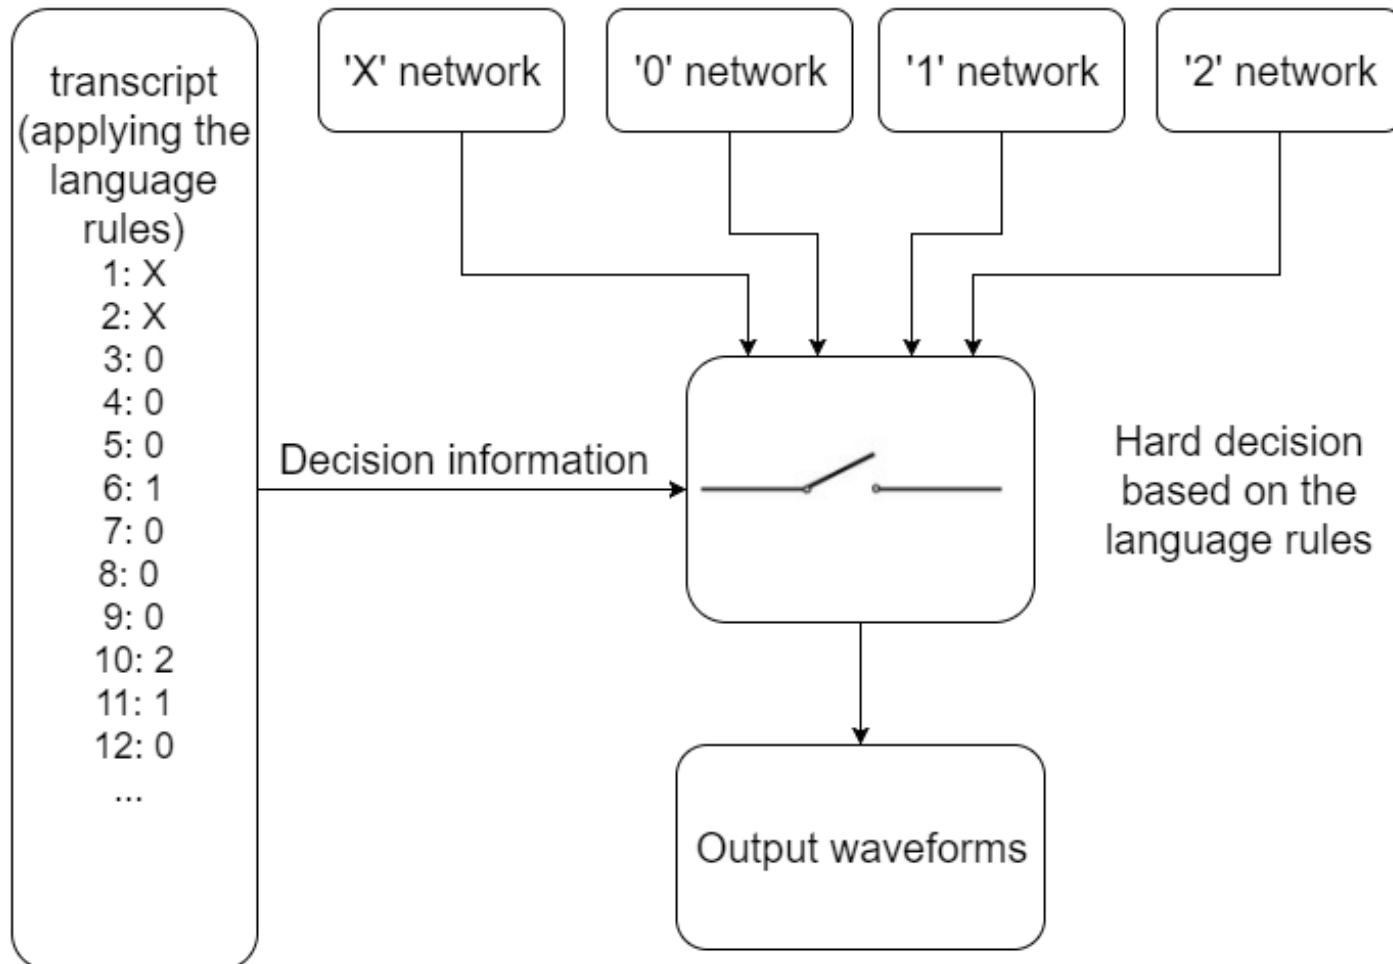 transcript
(applying the
language
rules)
1: X
2: X
3: 0
4: 0
5: 0
6: 1
7: 0
8: 0
9: 0
10: 2
11: 1
12: 0
...
'X' network
'0' network
'1' network
'2' network
Decision information
Hard decision
based on the
language rules
Output waveforms